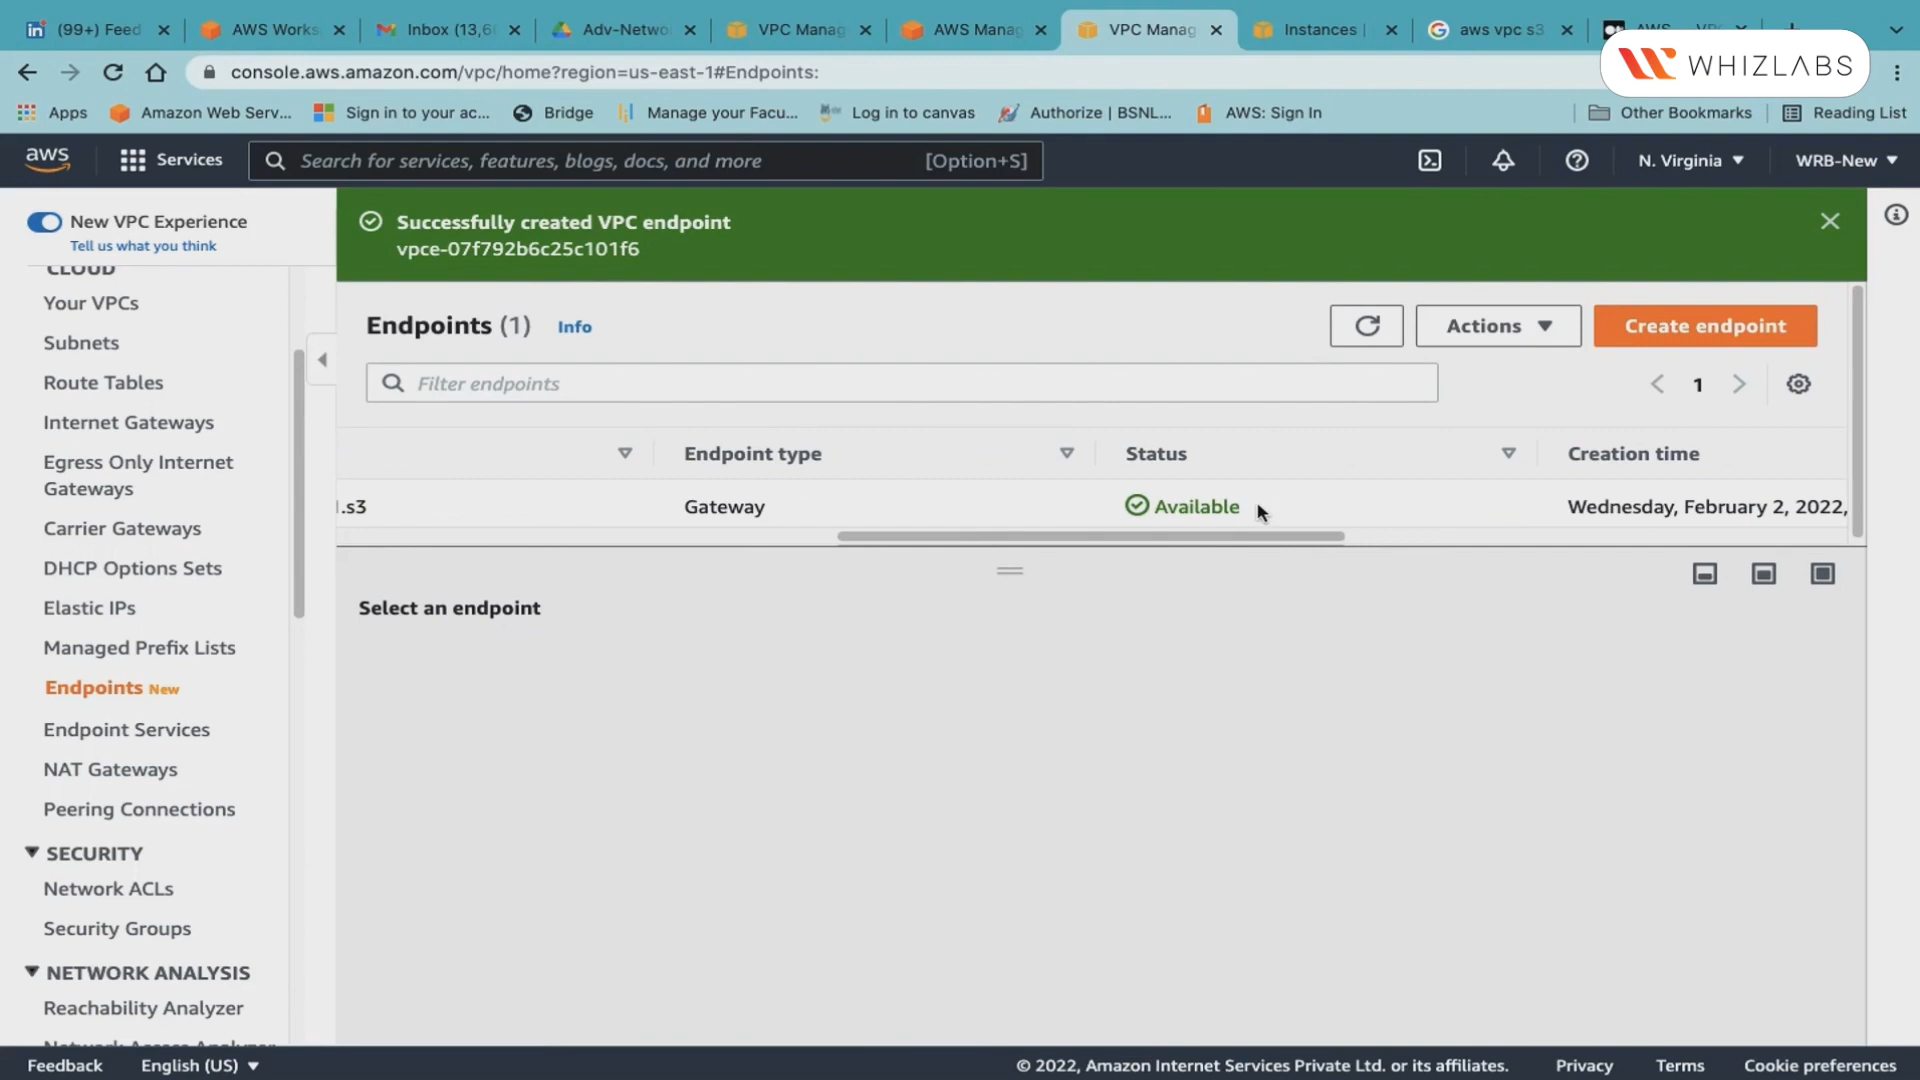 (99+) Feed
AWS Works
Inbox (13,6
Adv-Netwo
VPC Manag
AWS Manag
VPC Manag
Instances |
aws vpc s3
console.aws.amazon.com/vpc/home?region=us-east-1#Endpoints:
WHIZLABS
Apps
Amazon Web Serv...
Sign in to your ac...
Bridge
Manage your Facu...
Log in to canvas
Authorize | BSNL...
AWS: Sign In
Other Bookmarks
Reading List
aws
Services
Search for services, features, blogs, docs, and more
[Option+S]
N. Virginia
WRB-New
New VPC Experience
Tell us what you think
CLOUD
Your VPCs
Subnets
Route Tables
Internet Gateways
Egress Only Internet
Gateways
Carrier Gateways
DHCP Options Sets
Elastic IPs
Managed Prefix Lists
Endpoints New
Endpoint Services
NAT Gateways
Peering Connections
SECURITY
Network ACLs
Security Groups
NETWORK ANALYSIS
Reachability Analyzer
Successfully created VPC endpoint
vpce-07f792b6c25c101f6
Endpoints (1)
Info
Actions
Create endpoint
Filter endpoints
1
Endpoint type
Status
Creation time
.s3
Gateway
Available
Wednesday, February 2, 2022,
Select an endpoint
Feedback
English (US)
© 2022, Amazon Internet Services Private Ltd. or its affiliates.
Privacy
Terms
Cookie preferences